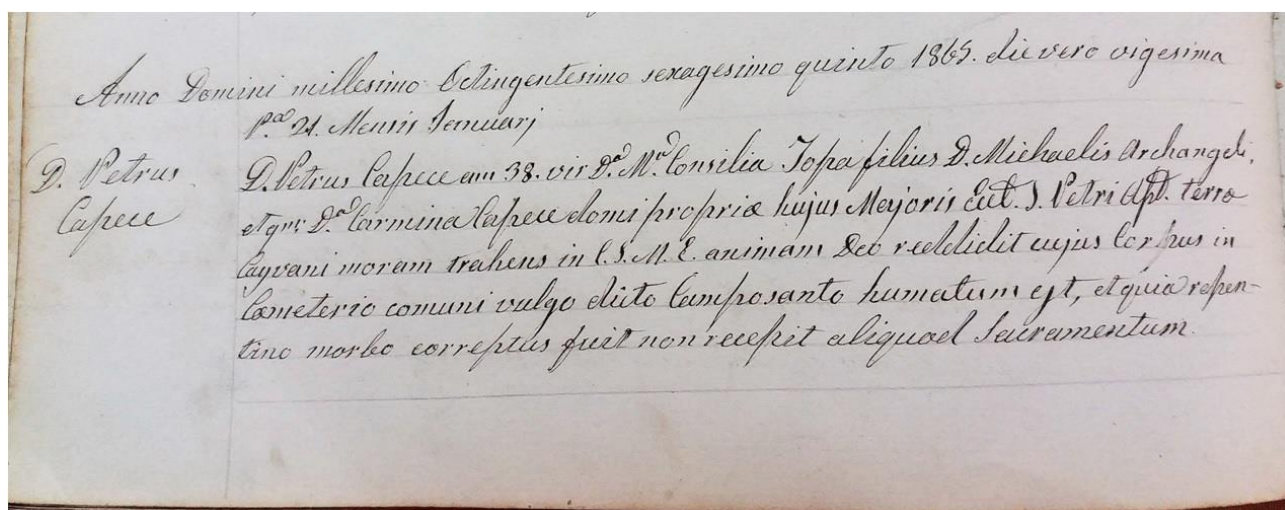 Anno Domini millesimo Octingentesimo sexagesimo quinto 1865. die vero vigesima
p.ª 21. Mensis Januarj
D. Petrus
Capece
D. Petrus Capece ann 38. vir D.ª M.ª Consilia Topa filius D. Michaelis Archangeli,
et D.ª Carmina Capece domi propriæ hujus Majoris Eccl. S. Petri Apl. terræ
Cayvani moram trahens in C. S. M. E. animam Deo reddidit cujus Corpus in
Cœmeterio comuni vulgo dicto Camposanto humatum est, et quia repen-
tino morbo correptus fuit non recepit aliquod Sacramentum.